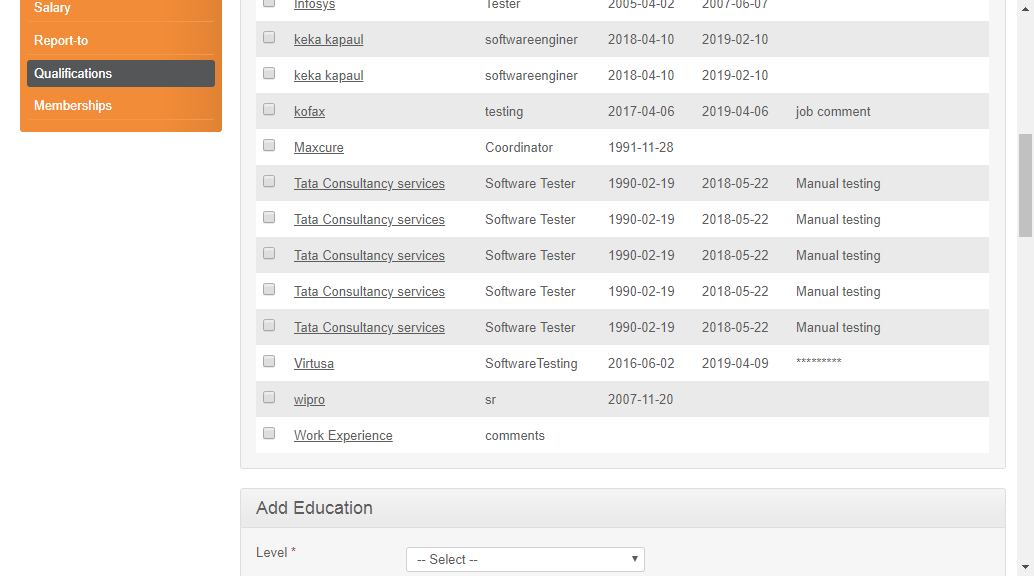 Salary
Report-to
Qualifications
Memberships
Infosys Tester 2005-04-02 2007-06-07
keka kapaul softwareenginer 2018-04-10 2019-02-10
keka kapaul softwareenginer 2018-04-10 2019-02-10
kofax testing 2017-04-06 2019-04-06 job comment
Maxcure Coordinator 1991-11-28
Tata Consultancy services Software Tester 1990-02-19 2018-05-22 Manual testing
Tata Consultancy services Software Tester 1990-02-19 2018-05-22 Manual testing
Tata Consultancy services Software Tester 1990-02-19 2018-05-22 Manual testing
Tata Consultancy services Software Tester 1990-02-19 2018-05-22 Manual testing
Tata Consultancy services Software Tester 1990-02-19 2018-05-22 Manual testing
Virtusa SoftwareTesting 2016-06-02 2019-04-09 *********
wipro sr 2007-11-20
Work Experience comments
Add Education
Level * -- Select --